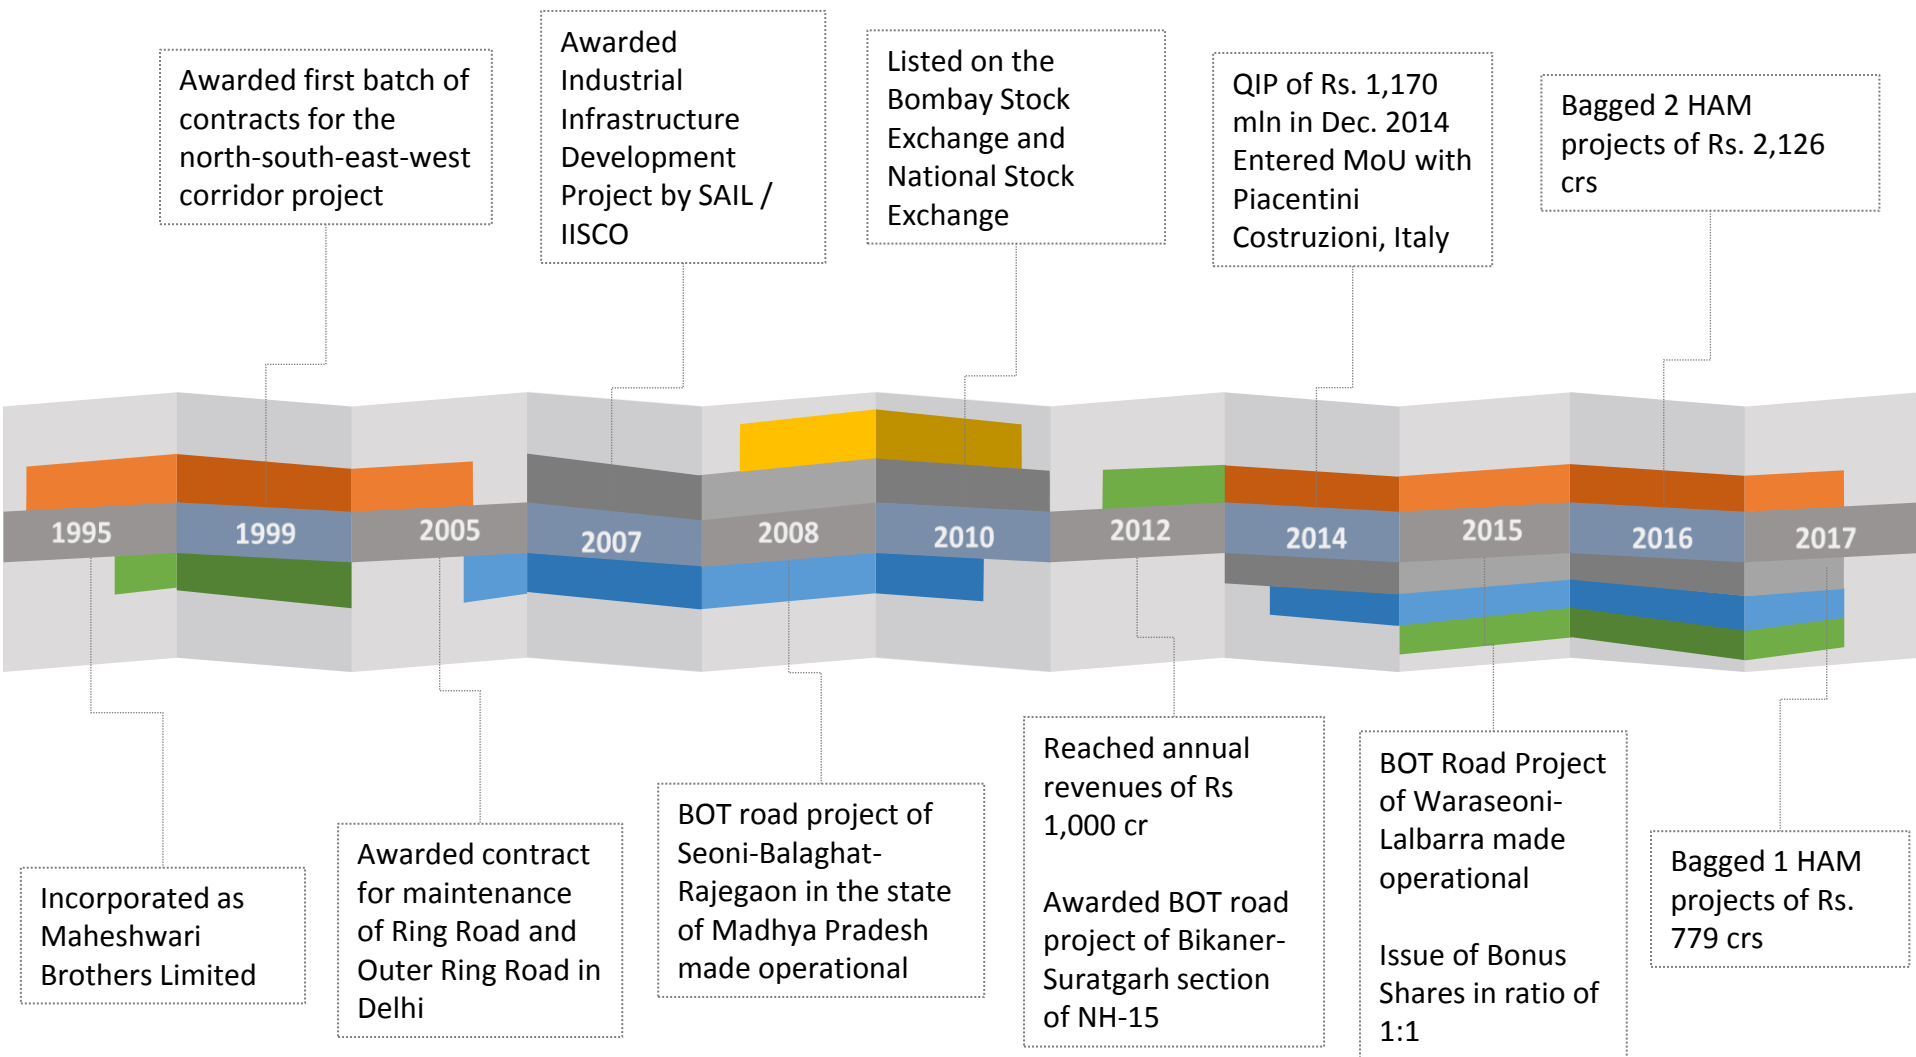 Awarded first batch of
contracts for the
north-south-east-west
corridor project
Awarded
Industrial
Infrastructure
Development
Project by SAIL /
IISCO
Listed on the
Bombay Stock
Exchange and
National Stock
Exchange
QIP of Rs. 1,170
mln in Dec. 2014
Entered MoU with
Piacentini
Costruzioni, Italy
Bagged 2 HAM
projects of Rs. 2,126
crs
1995
1999
2005
2007
2008
2010
2012
2014
2015
2016
2017
Incorporated as
Maheshwari
Brothers Limited
Awarded contract
for maintenance
of Ring Road and
Outer Ring Road in
Delhi
BOT road project of
Seoni-Balaghat-
Rajegaon in the state
of Madhya Pradesh
made operational
Reached annual
revenues of Rs
1,000 cr
Awarded BOT road
project of Bikaner-
Suratgarh section
of NH-15
BOT Road Project
of Waraseoni-
Lalbarra made
operational
Issue of Bonus
Shares in ratio of
1:1
Bagged 1 HAM
projects of Rs.
779 crs